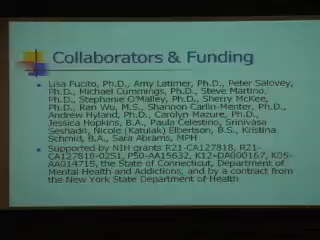 Collaborators & Funding
Lisa Fucito, Ph.D., Amy Latimer, Ph.D., Peter Salovey,
Ph.D., Michael Cummings, Ph.D., Steve Martino,
Ph.D., Stephanie O'Malley, Ph.D., Sherry McKee,
Ph.D., Ran Wu, M.S., Shannon Carlin-Menter, Ph.D.,
Andrew Hyland, Ph.D., Carolyn Mazure, Ph.D.,
Jessica Hopkins, B.A., Paula Celestino, Srinivasa
Seshadri, Nicole (Katulak) Elbertson, B.S., Kristina
Schmid, B.A., Sara Abrams, MPH
Supported by NIH grants R21-CA127818, R21-
CA127818-02S1, P50-AA15632, K12-DA000167, K05-
AA014715, the State of Connecticut, Department of
Mental Health and Addictions, and by a contract from
the New York State Department of Health